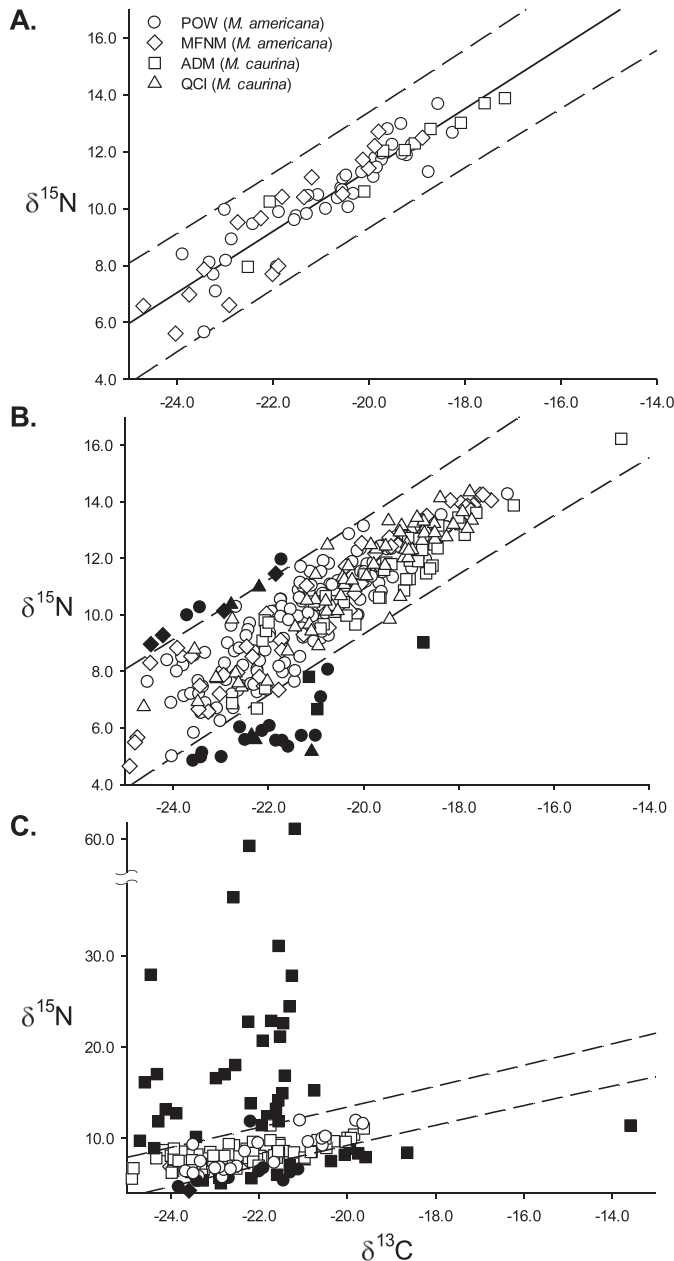 A.
POW (M. americana)
MFNM (M. americana)
ADM (M. caurina)
QCI (M. caurina)
16.0
14.0
12.0
10.0
8.0
6.0
4.0
δ15N
-24.0 -22.0 -20.0 -18.0 -16.0 -14.0
B.
16.0
14.0
12.0
10.0
8.0
6.0
4.0
δ15N
-24.0 -22.0 -20.0 -18.0 -16.0 -14.0
C.
60.0
30.0
20.0
10.0
δ15N
-24.0 -22.0 -20.0 -18.0 -16.0 -14.0
δ13C